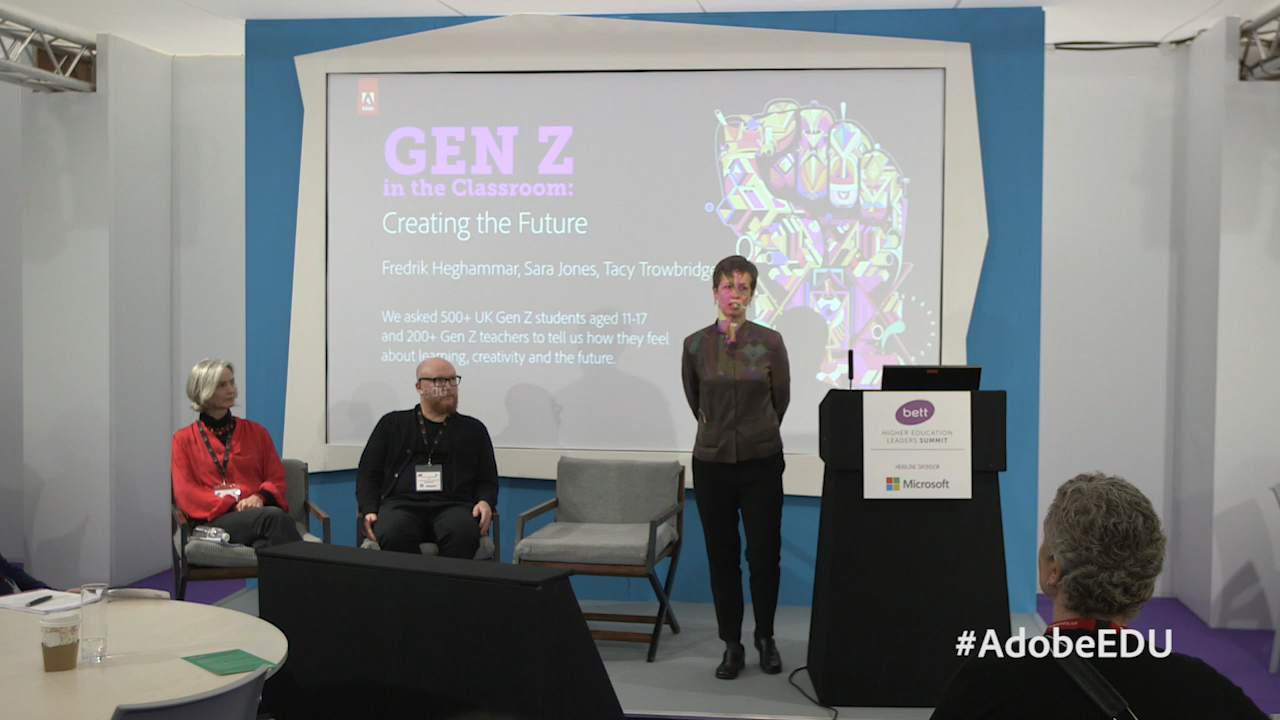 Adobe
GEN Z
in the Classroom:
Creating the Future
Fredrik Heghammar, Sara Jones, Tacy Trowbridge
We asked 500+ UK Gen Z students aged 11-17
and 200+ Gen Z teachers to tell us how they feel
about learning, creativity and the future.
bett
HIGHER EDUCATION
LEADERS SUMMIT
HEADLINE SPONSOR
Microsoft
#AdobeEDU